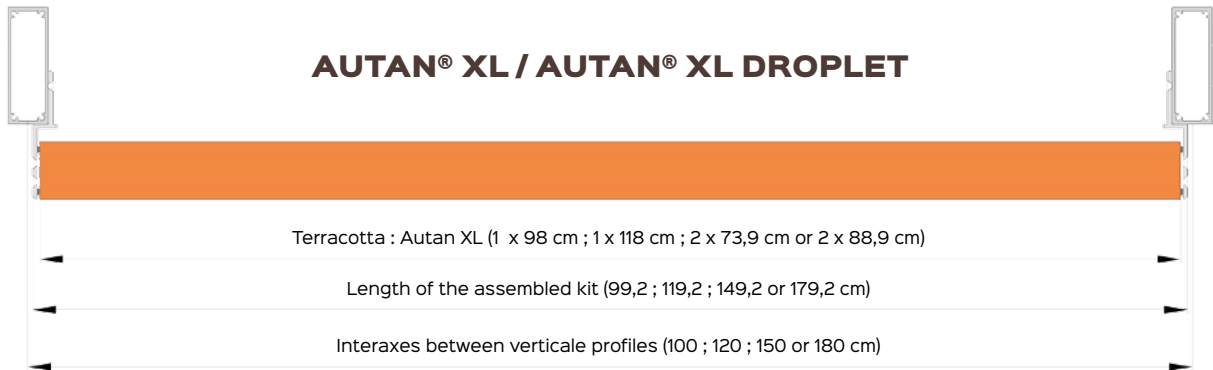 AUTAN® XL / AUTAN® XL DROPLET
Terracotta : Autan XL (1 x 98 cm ; 1 x 118 cm ; 2 x 73,9 cm or 2 x 88,9 cm)
Length of the assembled kit (99,2 ; 119,2 ; 149,2 or 179,2 cm)
Interaxes between verticale profiles (100 ; 120 ; 150 or 180 cm)